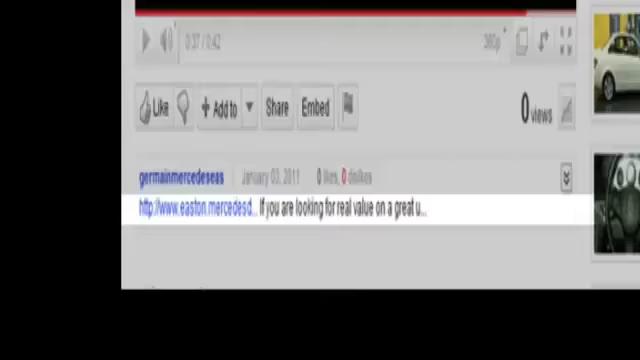 0:37 / 0:42 360p
Like + Add to Share Embed 0 views
germainmercedeseas January 03, 2011 0 likes, 0 dislikes
http://www.easton.mercedesd... If you are looking for real value on a great u...